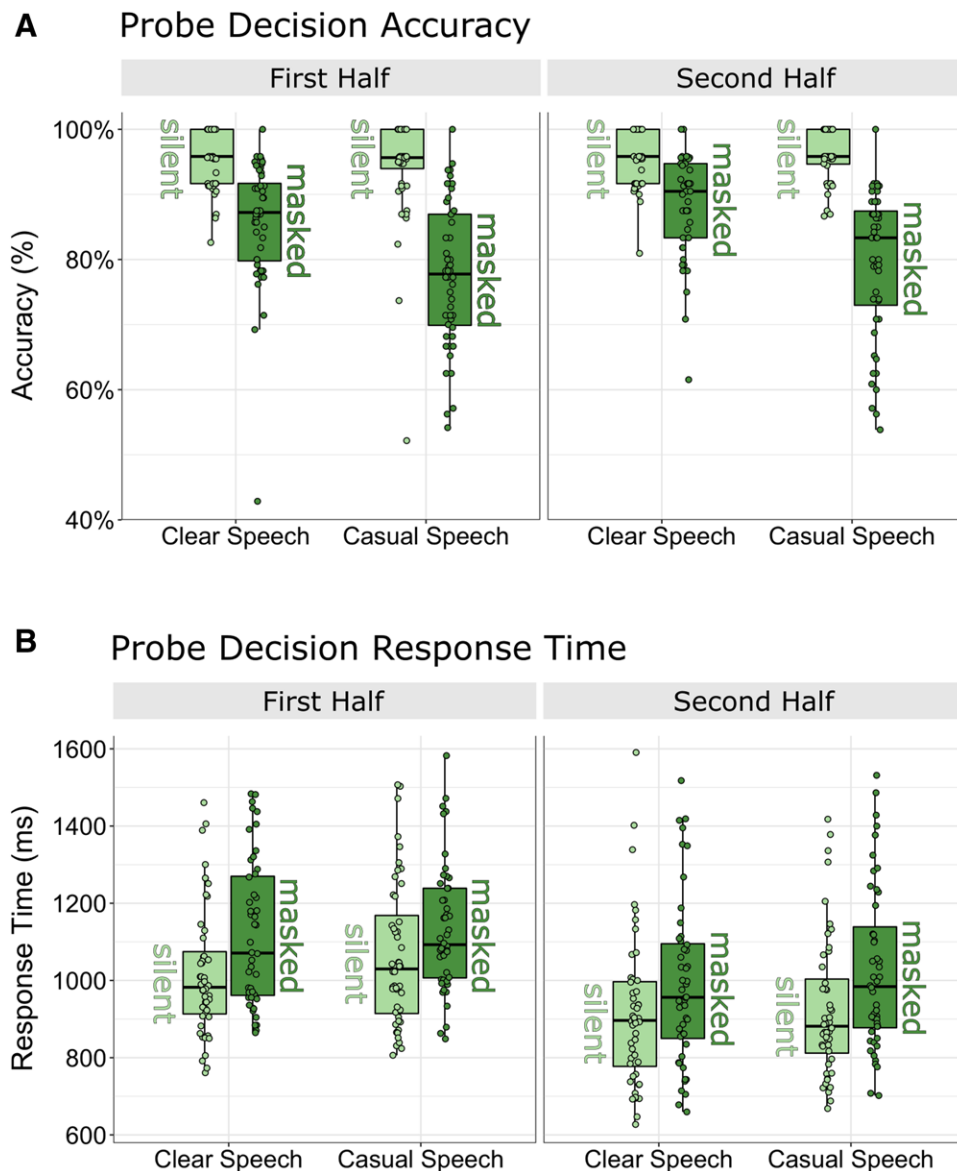 A Probe Decision Accuracy
First Half Second Half
100%
80%
60%
40%
Accuracy (%)
silent masked silent masked silent masked silent masked
Clear Speech Casual Speech Clear Speech Casual Speech
B Probe Decision Response Time
First Half Second Half
1600
1400
1200
1000
800
600
Response Time (ms)
silent masked silent masked silent masked silent masked
Clear Speech Casual Speech Clear Speech Casual Speech